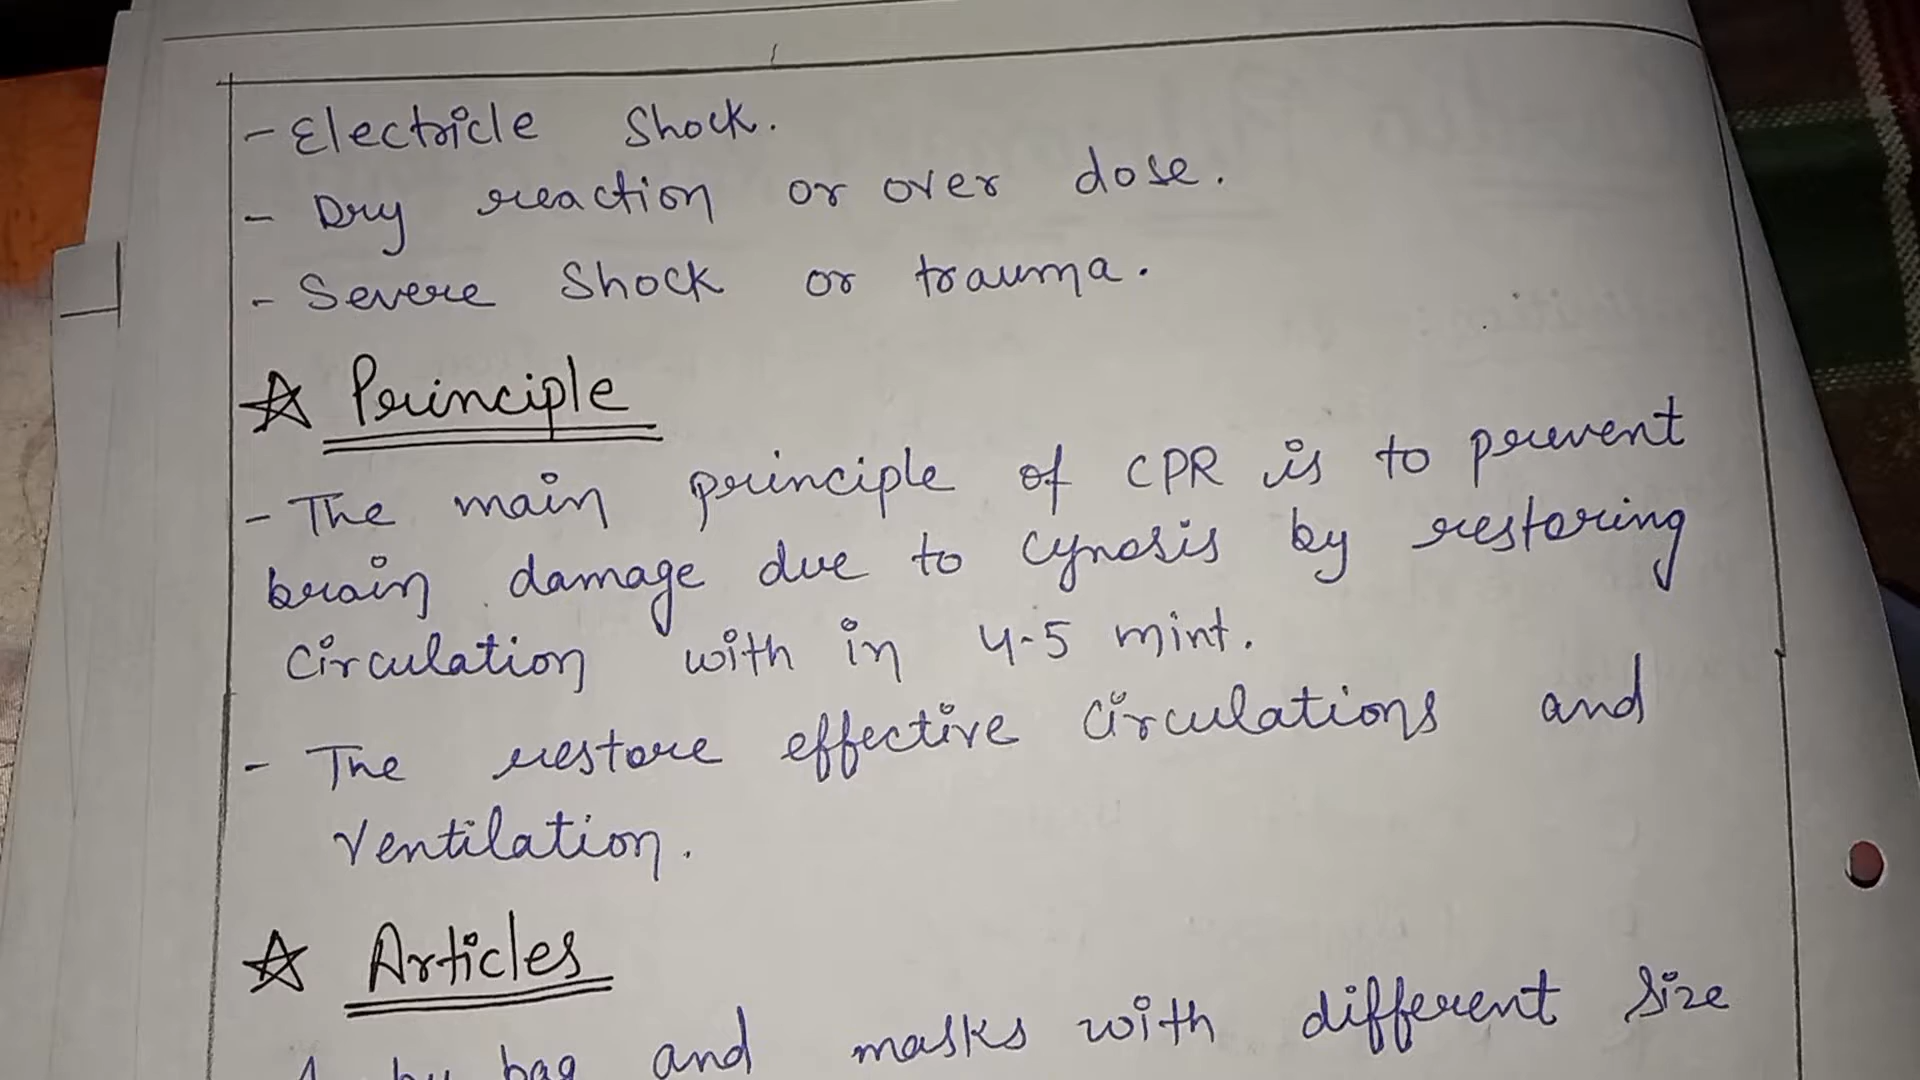 - Electricle Shock.
- Dry reaction or over dose.
- Severe Shock or trauma.
☆ Principle
- The main principle of CPR is to prevent
brain damage due to cynosis by restoring
circulation with in 4-5 mint.
- The restore effective circulations and
ventilation.
☆ Articles
bag and masks with different size